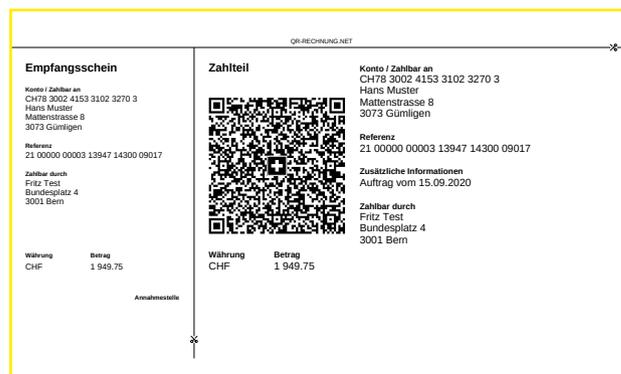 QR-RECHNUNG.NET
Empfangsschein
Konto / Zahlbar an
CH78 3002 4153 3102 3270 3
Hans Muster
Mattenstrasse 8
3073 Gümligen
Referenz
21 00000 00003 13947 14300 09017
Zahlbar durch
Fritz Test
Bundesplatz 4
3001 Bern
Währung Betrag
CHF 1 949.75
Annahmestelle
Zahlteil
Währung Betrag
CHF 1 949.75
Konto / Zahlbar an
CH78 3002 4153 3102 3270 3
Hans Muster
Mattenstrasse 8
3073 Gümligen
Referenz
21 00000 00003 13947 14300 09017
Zusätzliche Informationen
Auftrag vom 15.09.2020
Zahlbar durch
Fritz Test
Bundesplatz 4
3001 Bern